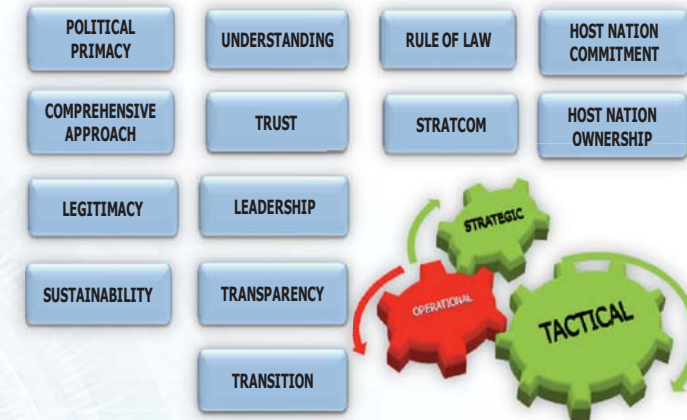 POLITICAL
PRIMACY
UNDERSTANDING
RULE OF LAW
HOST NATION
COMMITMENT
COMPREHENSIVE
APPROACH
TRUST
STRATCOM
HOST NATION
OWNERSHIP
LEGITIMACY
LEADERSHIP
SUSTAINABILITY
TRANSPARENCY
TRANSITION
STRATEGIC
OPERATIONAL
TACTICAL